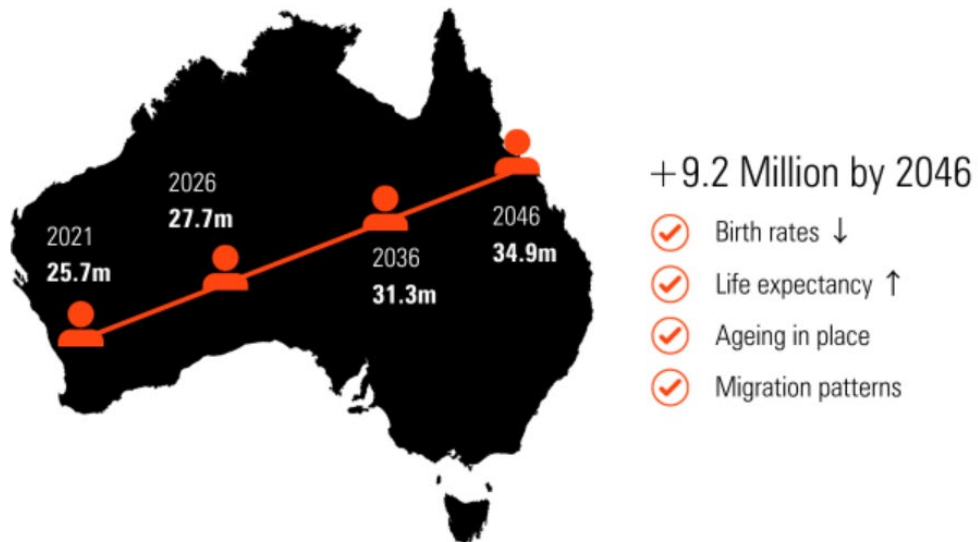 2021
25.7m
2026
27.7m
2036
31.3m
2046
34.9m
+9.2 Million by 2046
Birth rates ↓
Life expectancy ↑
Ageing in place
Migration patterns